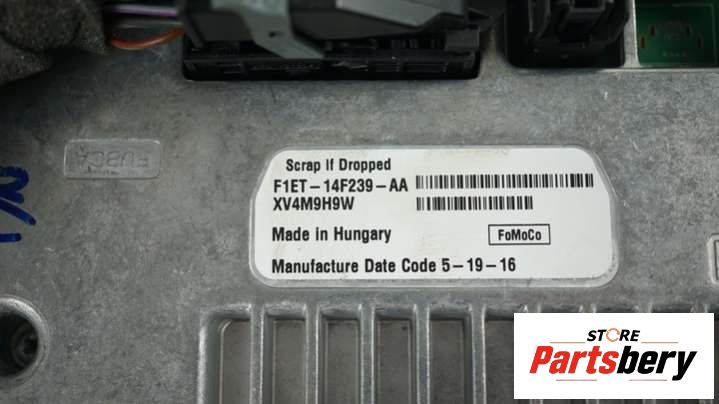 Scrap If Dropped
F1ET-14F239-AA
XV4M9H9W
Made in Hungary
FoMoCo
Manufacture Date Code 5-19-16
STORE
Partsbery